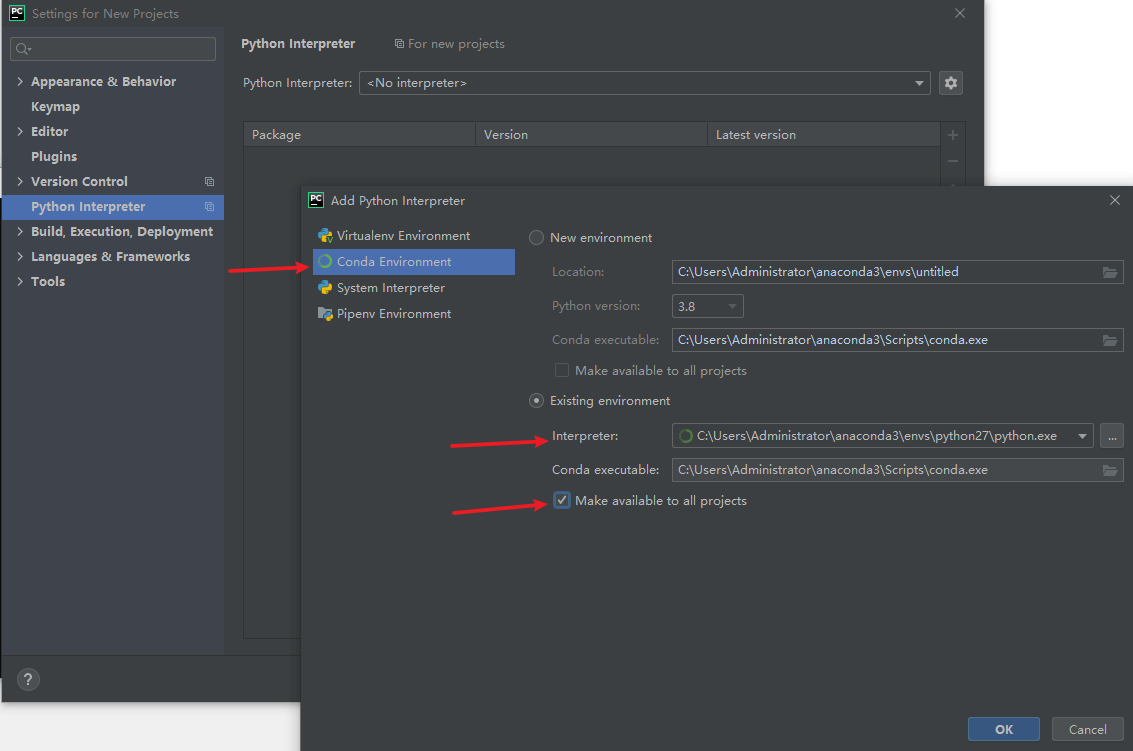 PC Settings for New Projects
Python Interpreter For new projects
Python Interpreter: <No interpreter>
Package Version Latest version
Appearance & Behavior
Keymap
Editor
Plugins
Version Control
Python Interpreter
Build, Execution, Deployment
Languages & Frameworks
Tools
?
PC Add Python Interpreter
Virtualenv Environment
Conda Environment
System Interpreter
Pipenv Environment
New environment
Location: C:\Users\Administrator\anaconda3\envs\untitled
Python version: 3.8
Conda executable: C:\Users\Administrator\anaconda3\Scripts\conda.exe
Make available to all projects
Existing environment
Interpreter: C:\Users\Administrator\anaconda3\envs\python27\python.exe ...
Conda executable: C:\Users\Administrator\anaconda3\Scripts\conda.exe
Make available to all projects
OK Cancel